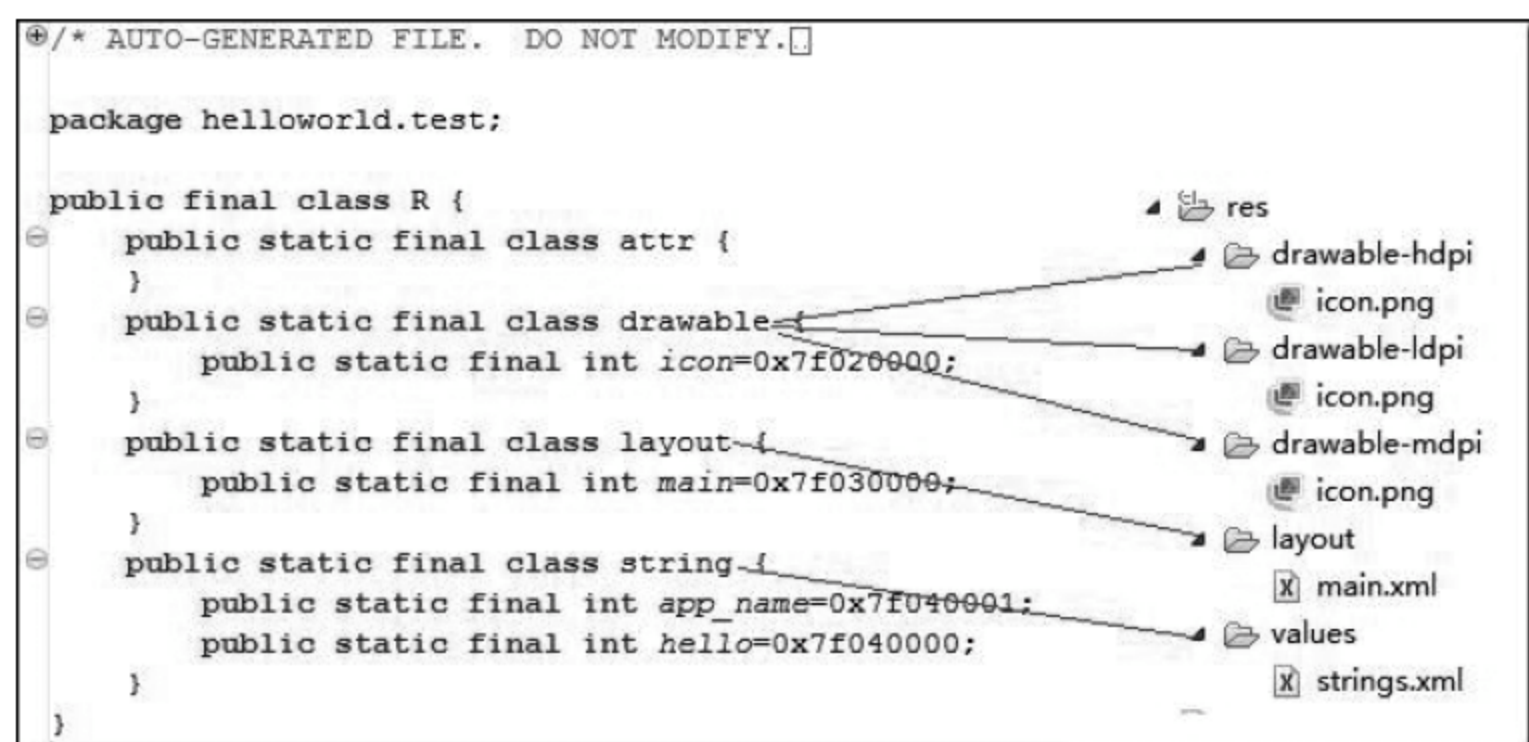 /* AUTO-GENERATED FILE.  DO NOT MODIFY.
package helloworld.test;
public final class R {
public static final class attr {
}
public static final class drawable {
public static final int icon=0x7f020000;
}
public static final class layout {
public static final int main=0x7f030000;
}
public static final class string {
public static final int app_name=0x7f040001;
public static final int hello=0x7f040000;
}
}
res
drawable-hdpi
icon.png
drawable-ldpi
icon.png
drawable-mdpi
icon.png
layout
main.xml
values
strings.xml